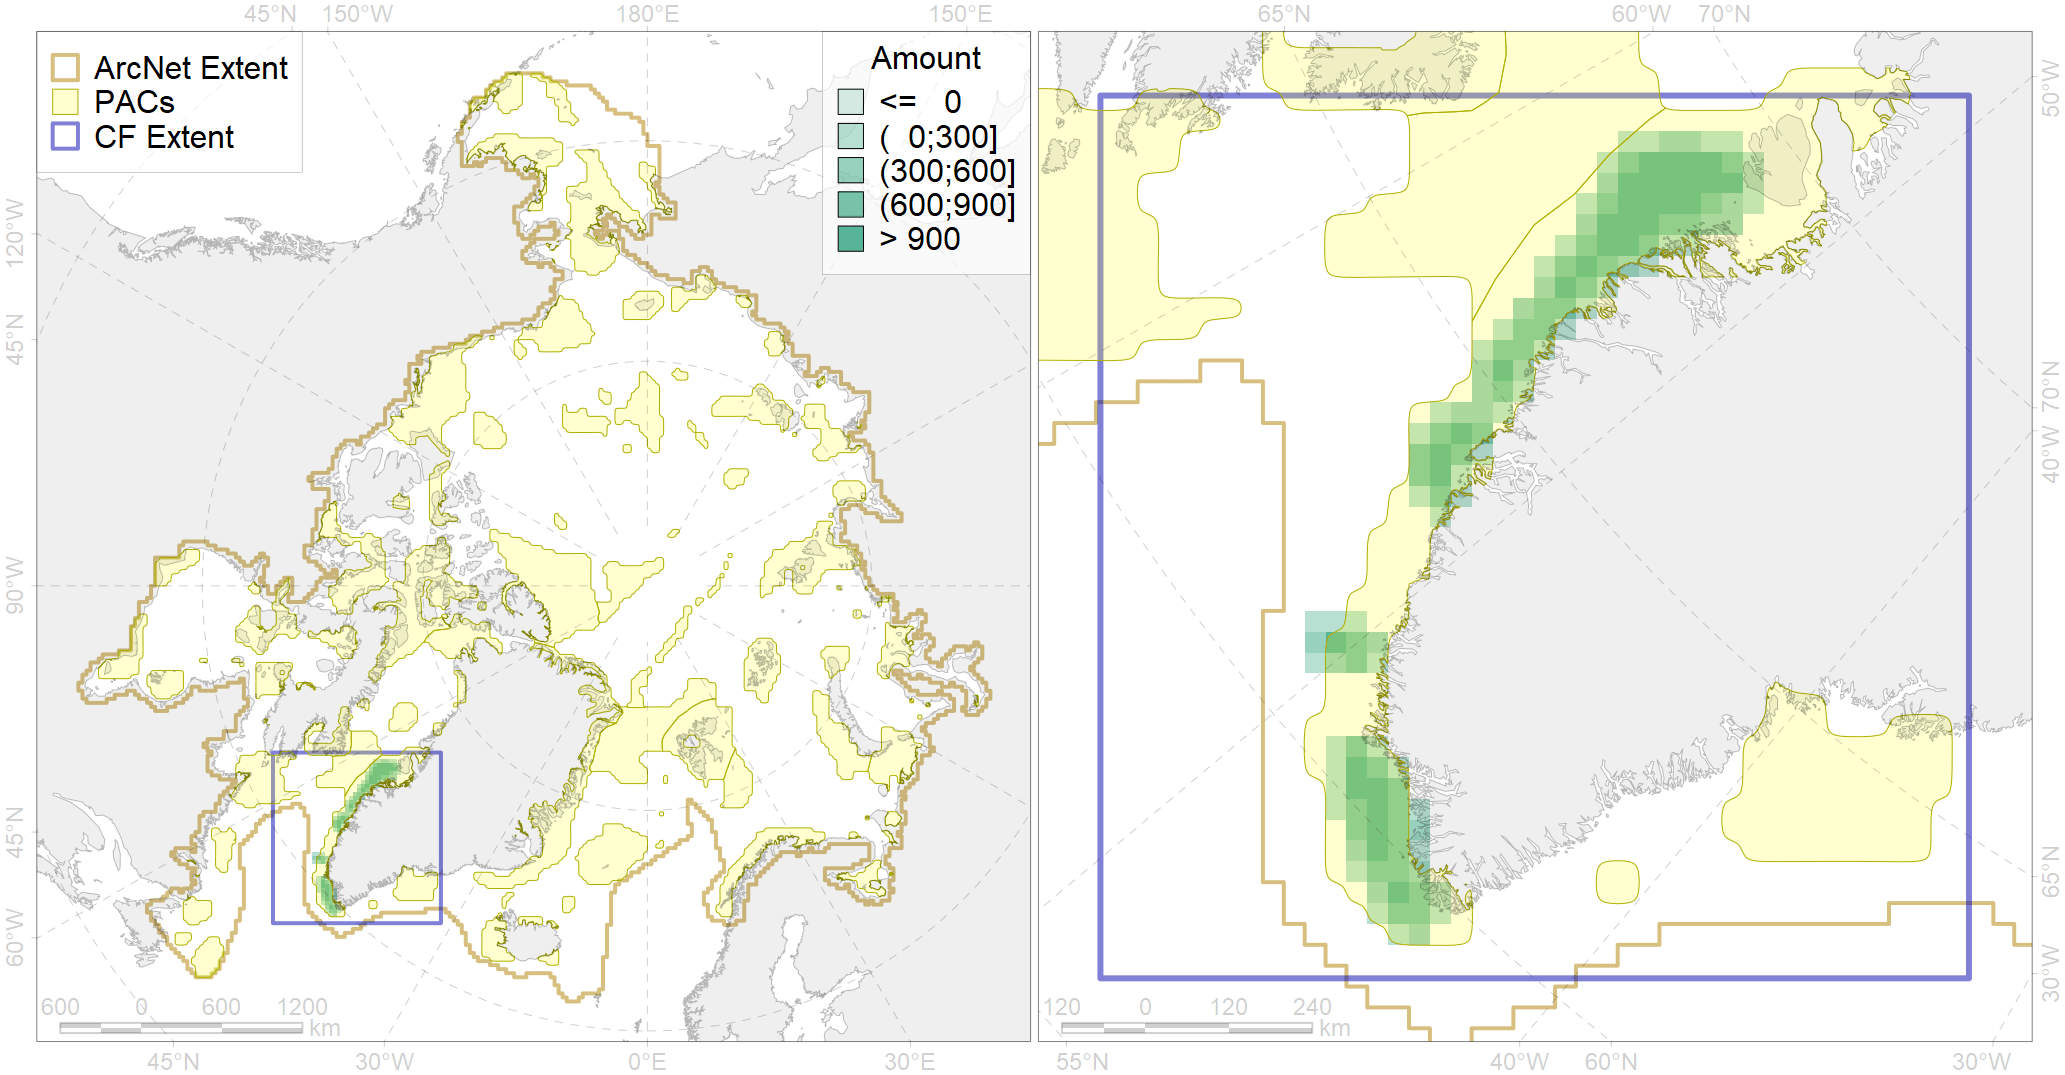 45°N 150°W 180°E 150°E 65°N 60°W 70°N
ArcNet Extent
PACs
CF Extent
Amount
<= 0
( 0;300]
(300;600]
(600;900]
> 900
120°W
45°N
90°W
45°N
60°W
50°W
70°N
40°W
65°N
30°W
600 0 600 1200
km
120 0 120 240
km
45°N 30°W 0°E 30°E 55°N 40°W 60°N 30°W